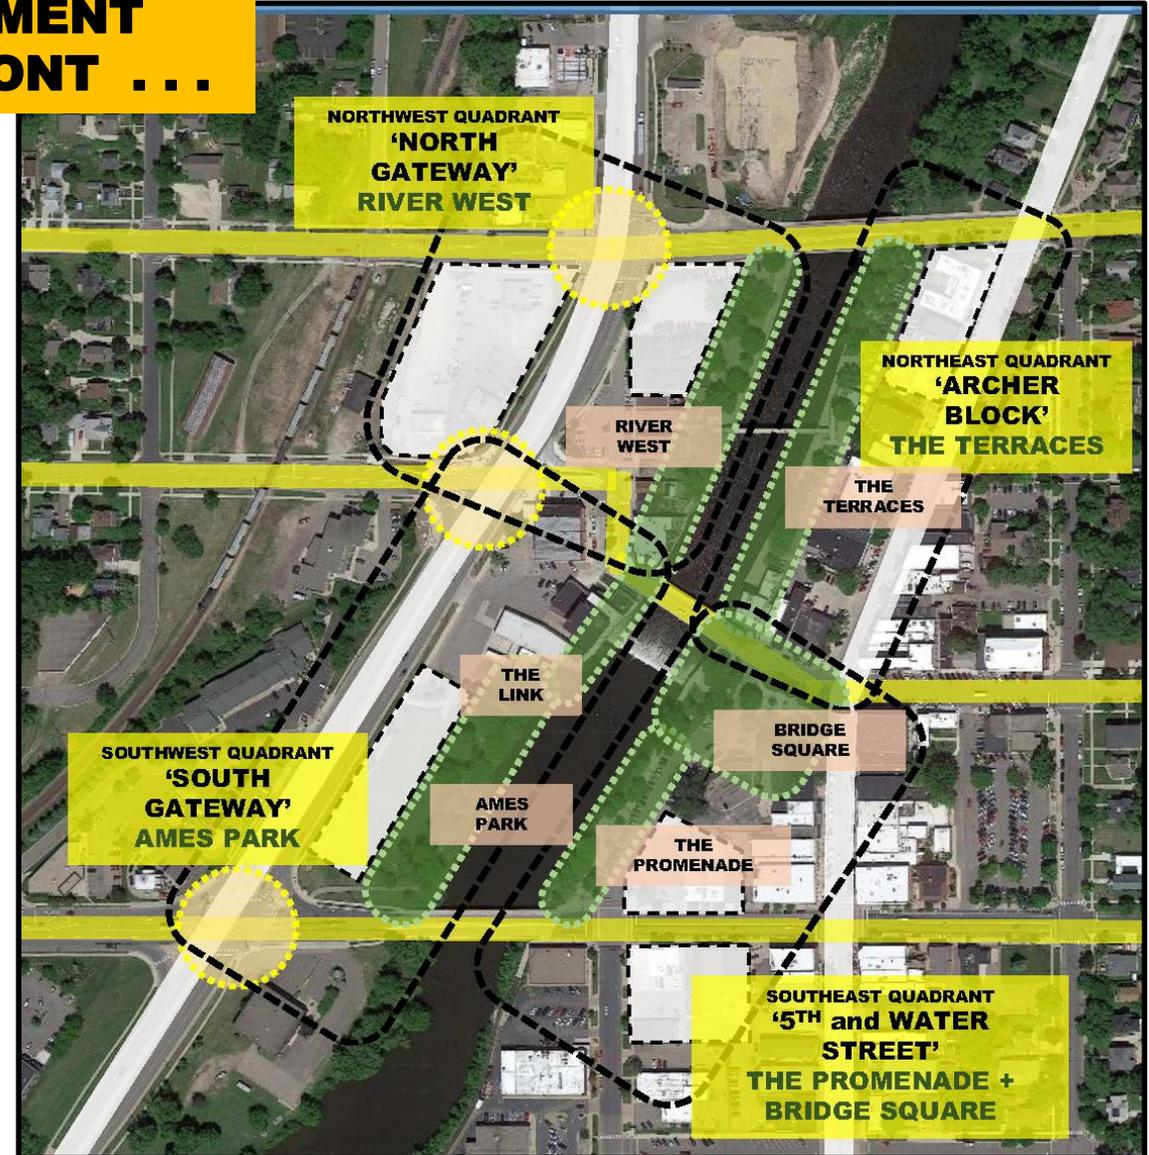 MENT
ONT . . .
NORTHWEST QUADRANT
‘NORTH
GATEWAY’
RIVER WEST
NORTHEAST QUADRANT
‘ARCHER
BLOCK’
THE TERRACES
RIVER
WEST
THE
TERRACES
THE
LINK
BRIDGE
SQUARE
SOUTHWEST QUADRANT
‘SOUTH
GATEWAY’
AMES PARK
AMES
PARK
THE
PROMENADE
SOUTHEAST QUADRANT
‘5TH and WATER
STREET’
THE PROMENADE +
BRIDGE SQUARE